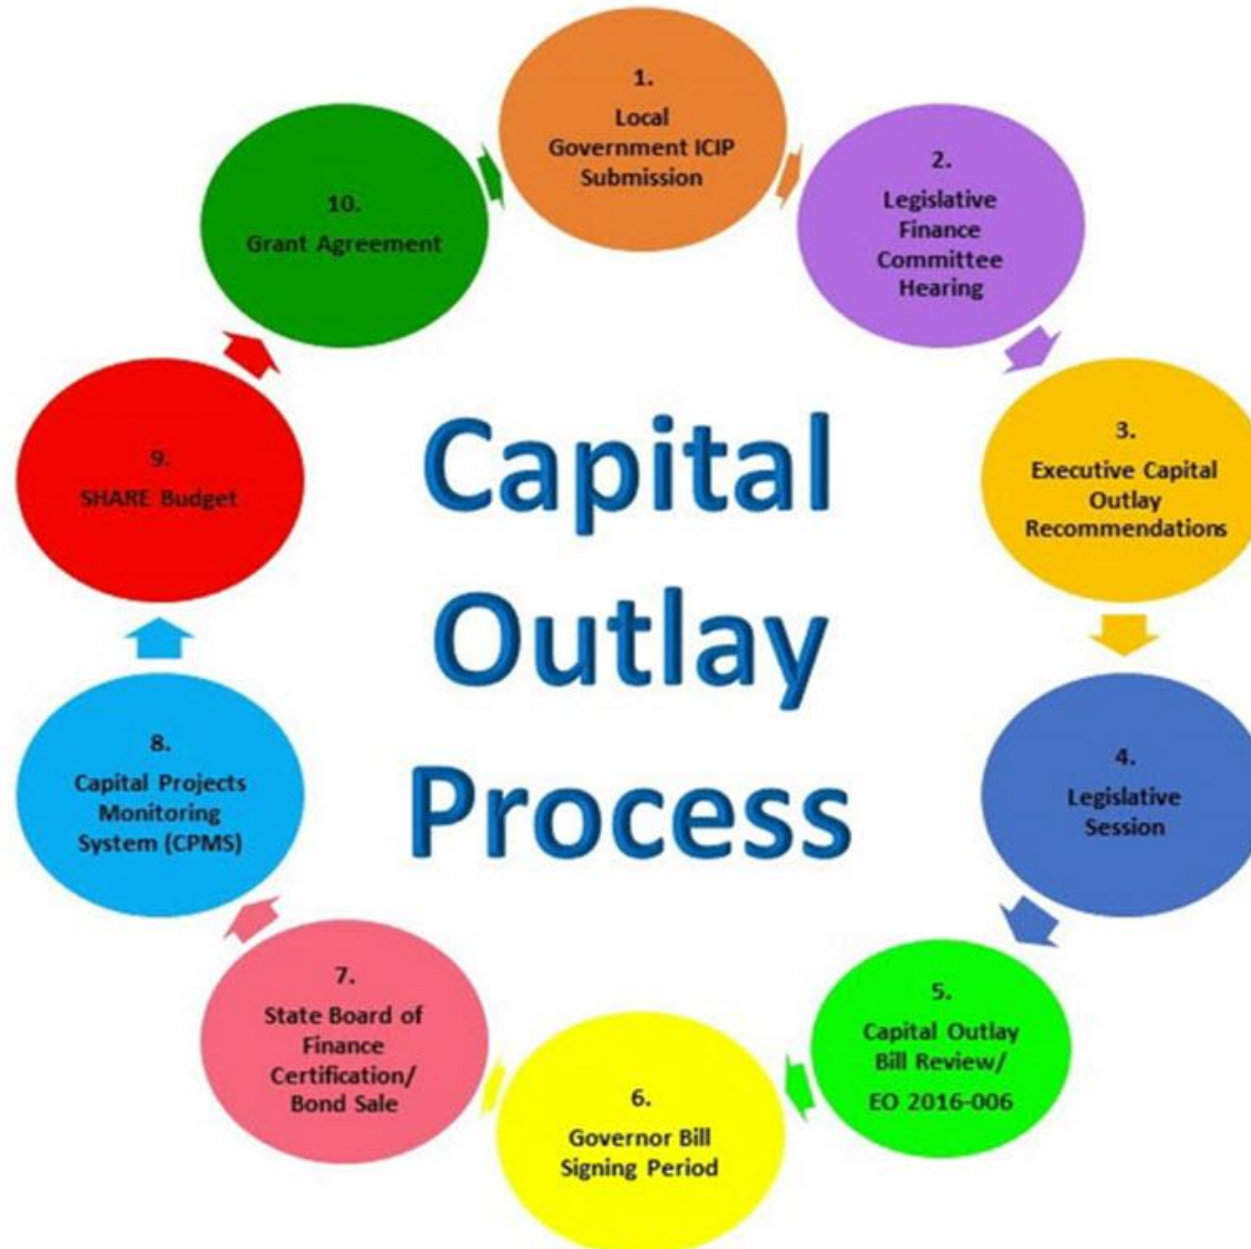 1.
Local
Government ICIP
Submission
2.
Legislative
Finance
Committee
Hearing
3.
Executive Capital
Outlay
Recommendations
4.
Legislative
Session
5.
Capital Outlay
Bill Review/
EO 2016-006
6.
Governor Bill
Signing Period
7.
State Board of
Finance
Certification/
Bond Sale
8.
Capital Projects
Monitoring
System (CPMS)
9.
SHARE Budget
10.
Grant Agreement
Capital
Outlay
Process